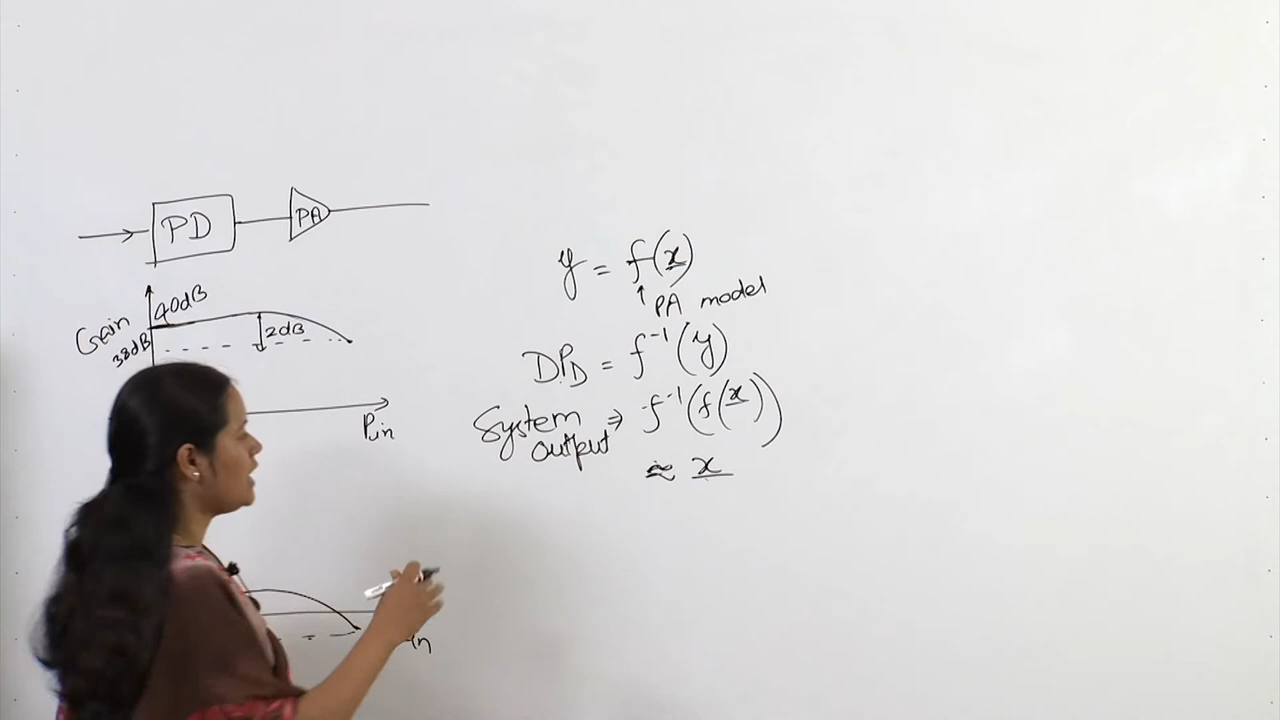 PD PA
40dB
Gain
38dB
2dB
Pin
y = f(x)
↑ PA model
DPD = f⁻¹(y)
System output ⇒ f⁻¹(f(x))
≈ x